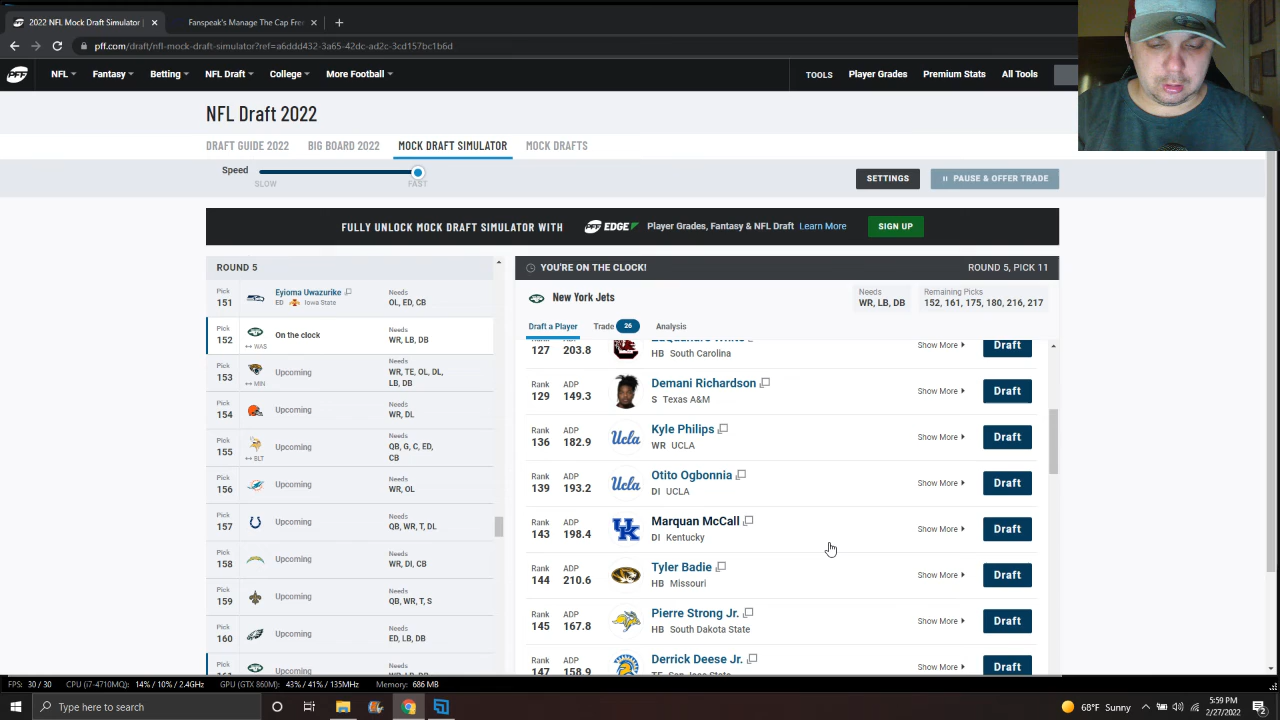 2022 NFL Mock Draft Simulator |
Fanspeak's Manage The Cap Fre
pff.com/draft/nfl-mock-draft-simulator?ref=a6ddd432-3a65-42dc-ad2c-3cd157bc1b6d
PFF NFL Fantasy Betting NFL Draft College More Football TOOLS Player Grades Premium Stats All Tools
NFL Draft 2022
DRAFT GUIDE 2022 BIG BOARD 2022 MOCK DRAFT SIMULATOR MOCK DRAFTS
Speed
SLOW FAST
SETTINGS PAUSE & OFFER TRADE
FULLY UNLOCK MOCK DRAFT SIMULATOR WITH PFF EDGE Player Grades, Fantasy & NFL Draft Learn More SIGN UP
ROUND 5
Pick 151 Eyioma Uwazurike Needs
ED Iowa State OL, ED, CB
Pick 152 On the clock Needs
WAS WR, LB, DB
Pick 153 Upcoming Needs
MIN WR, TE, OL, DL,
LB, DB
Pick 154 Upcoming Needs
WR, DL
Pick 155 Upcoming Needs
BLT QB, G, C, ED,
CB
Pick 156 Upcoming Needs
WR, OL
Pick 157 Upcoming Needs
QB, WR, T, DL
Pick 158 Upcoming Needs
WR, DI, CB
Pick 159 Upcoming Needs
QB, WR, T, S
Pick 160 Upcoming Needs
ED, LB, DB
Pick Upcoming Needs
YOU'RE ON THE CLOCK! ROUND 5, PICK 11
New York Jets
Needs
WR, LB, DB
Remaining Picks
152, 161, 175, 180, 216, 217
Draft a Player Trade 26 Analysis
127 203.8 HB South Carolina Show More Draft
Rank ADP Demani Richardson Show More Draft
129 149.3 S Texas A&M
Rank ADP Kyle Philips Show More Draft
136 182.9 Ucla WR UCLA
Rank ADP Otito Ogbonnia Show More Draft
139 193.2 Ucla DI UCLA
Rank ADP Marquan McCall Show More Draft
143 198.4 UK DI Kentucky
Rank ADP Tyler Badie Show More Draft
144 210.6 HB Missouri
Rank ADP Pierre Strong Jr. Show More Draft
145 167.8 HB South Dakota State
Rank ADP Derrick Deese Jr. Show More Draft
147 158.9 TE San Jose State
FPS: 30 / 30 CPU (i7-4710MQ): 14% / 10% / 2.4GHz GPU (GTX 860M): 43% / 41% / 135MHz Memory: 686 MB
Type here to search
68°F Sunny
5:59 PM
2/27/2022
2